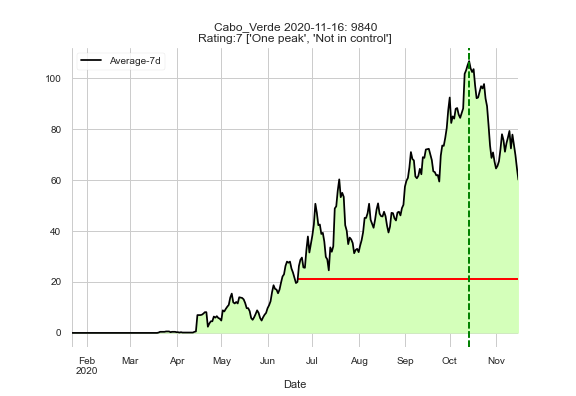 Cabo_Verde 2020-11-16: 9840
Rating:7 ['One peak', 'Not in control']
Average-7d
100
80
60
40
20
0
Feb Mar Apr May Jun Jul Aug Sep Oct Nov
2020
Date